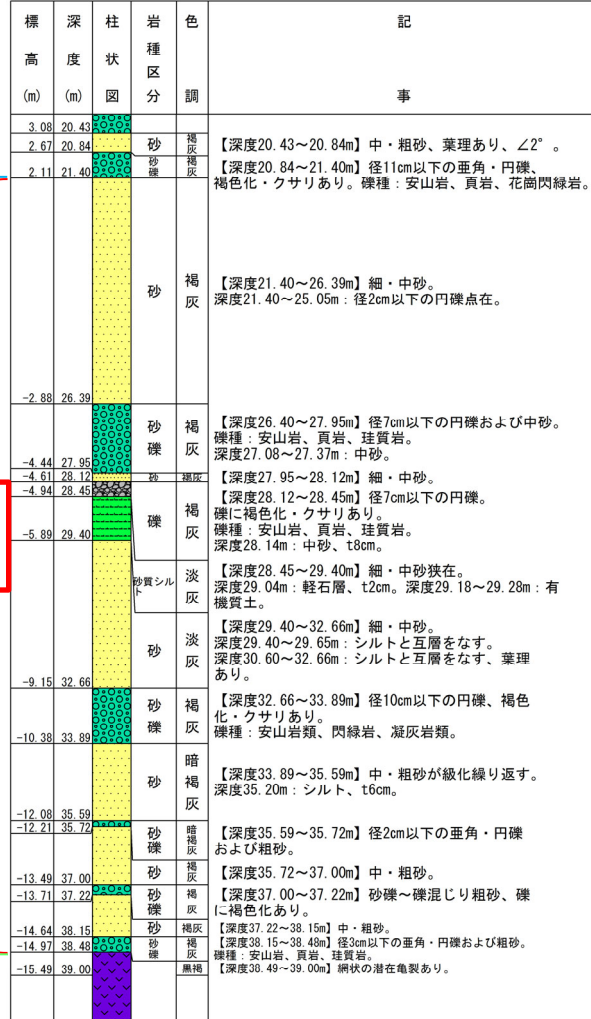 標高(m) 深度(m) 柱状図 岩種区分 色調 記事
3.08 20.43
2.67 20.84 砂 褐灰 【深度20.43～20.84m】中・粗砂、葉理あり、∠2°。
2.11 21.40 砂礫 褐灰 【深度20.84～21.40m】径11cm以下の亜角・円礫、
褐色化・クサリあり。礫種：安山岩、頁岩、花崗閃緑岩。
砂 褐灰 【深度21.40～26.39m】細・中砂。
深度21.40～25.05m：径2cm以下の円礫点在。
-2.88 26.39
砂礫 褐灰 【深度26.40～27.95m】径7cm以下の円礫および中砂。
礫種：安山岩、頁岩、珪質岩。
深度27.08～27.37m：中砂。
-4.44 27.95
-4.61 28.12 砂 褐灰 【深度27.95～28.12m】細・中砂。
-4.94 28.45 礫 褐灰 【深度28.12～28.45m】径7cm以下の円礫。
礫に褐色化・クサリあり。
礫種：安山岩、頁岩、珪質岩。
深度28.14m：中砂、t8cm。
-5.89 29.40
砂質シルト 淡灰 【深度28.45～29.40m】細・中砂狭在。
深度29.04m：軽石層、t2cm。深度29.18～29.28m：有
機質土。
砂 淡灰 【深度29.40～32.66m】細・中砂。
深度29.40～29.65m：シルトと互層をなす。
深度30.60～32.66m：シルトと互層をなす、葉理
あり。
-9.15 32.66
砂礫 褐灰 【深度32.66～33.89m】径10cm以下の円礫、褐色
化・クサリあり。
礫種：安山岩類、閃緑岩、凝灰岩類。
-10.38 33.89
砂 暗褐灰 【深度33.89～35.59m】中・粗砂が級化繰り返す。
深度35.20m：シルト、t6cm。
-12.08 35.59
-12.21 35.72 砂礫 暗褐灰 【深度35.59～35.72m】径2cm以下の亜角・円礫
および粗砂。
-13.49 37.00 砂 褐灰 【深度35.72～37.00m】中・粗砂。
-13.71 37.22 砂礫 褐灰 【深度37.00～37.22m】砂礫～礫混じり粗砂、礫
に褐色化あり。
-14.64 38.15 砂 褐灰 【深度37.22～38.15m】中・粗砂。
-14.97 38.48 砂礫 褐灰 【深度38.15～38.48m】径3cm以下の亜角・円礫および粗砂。
礫種：安山岩、頁岩、珪質岩。
-15.49 39.00 黒褐 【深度38.49～39.00m】網状の潜在亀裂あり。